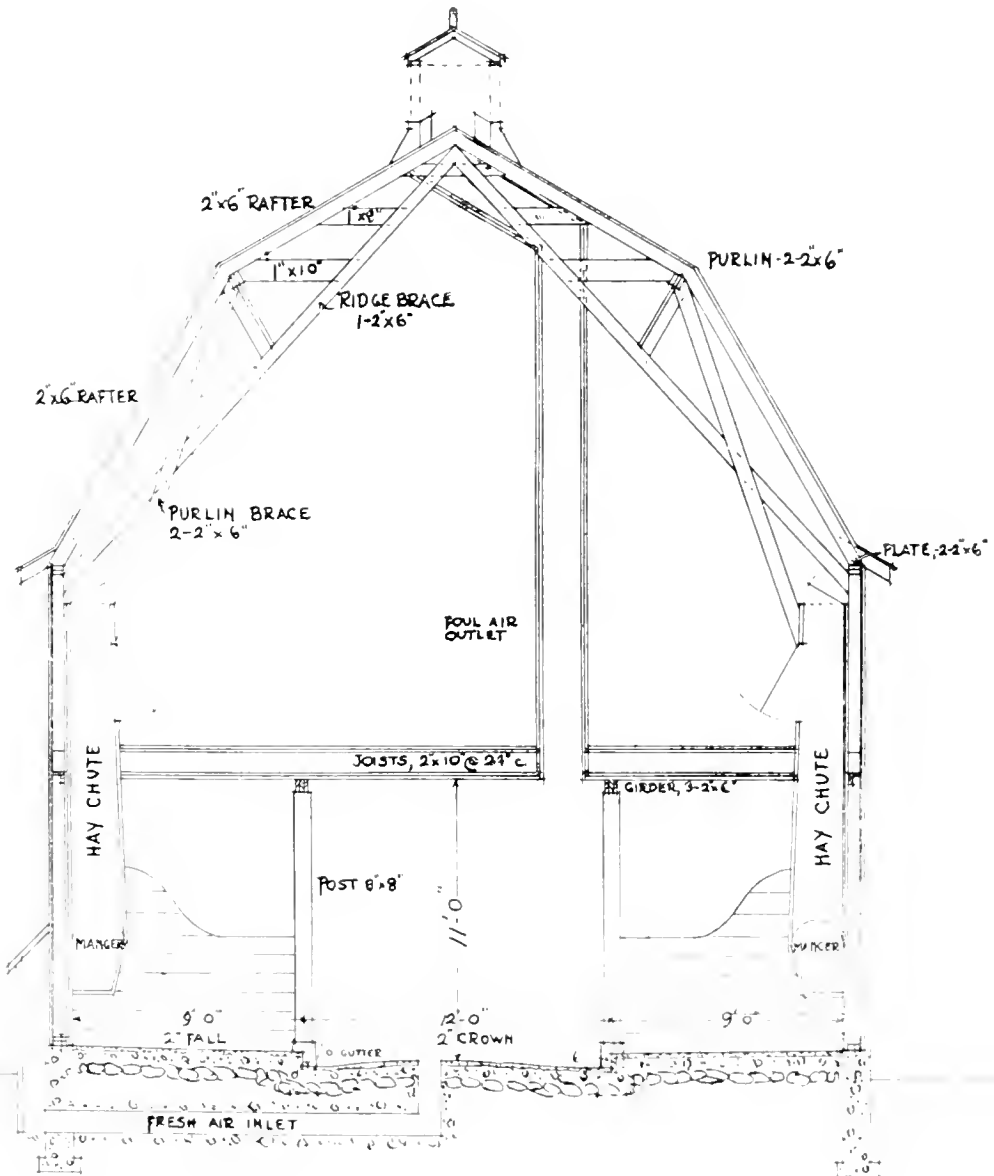 2"x6" RAFTER
1"x8"
1"x10"
PURLIN-2-2"x6"
RIDGE BRACE
1-2"x6"
2"x6" RAFTER
PURLIN BRACE
2-2"x6"
PLATE,-2-2"x6"
FOUL AIR
OUTLET
HAY CHUTE
JOISTS, 2"x10"@ 24" c.
GIRDER, 3-2"x6"
HAY CHUTE
POST 8"x8"
11'-0"
MANGER
MANGER
9'0"
2" FALL
12'-0"
2" CROWN
9'0"
GUTTER
FRESH AIR INLET